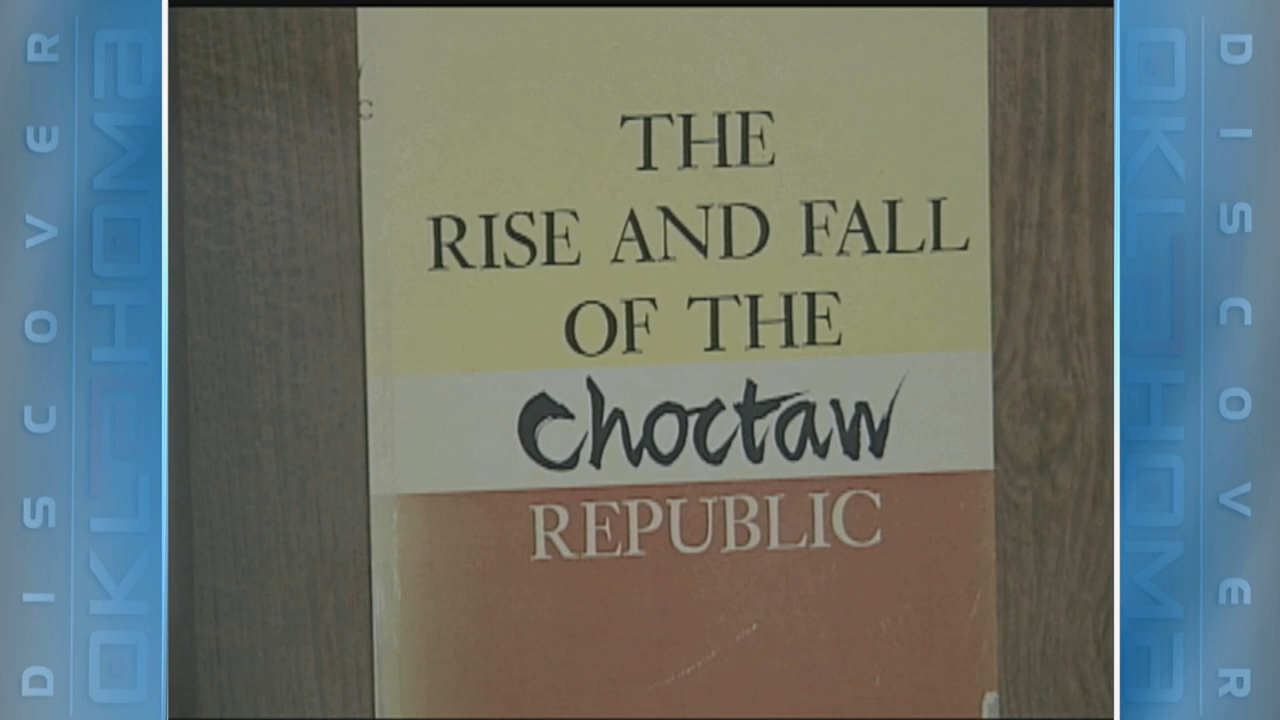 DISCOVER
OKLAHOMA
THE
RISE AND FALL
OF THE
Choctaw
REPUBLIC
DISCOVER
OKLAHOMA